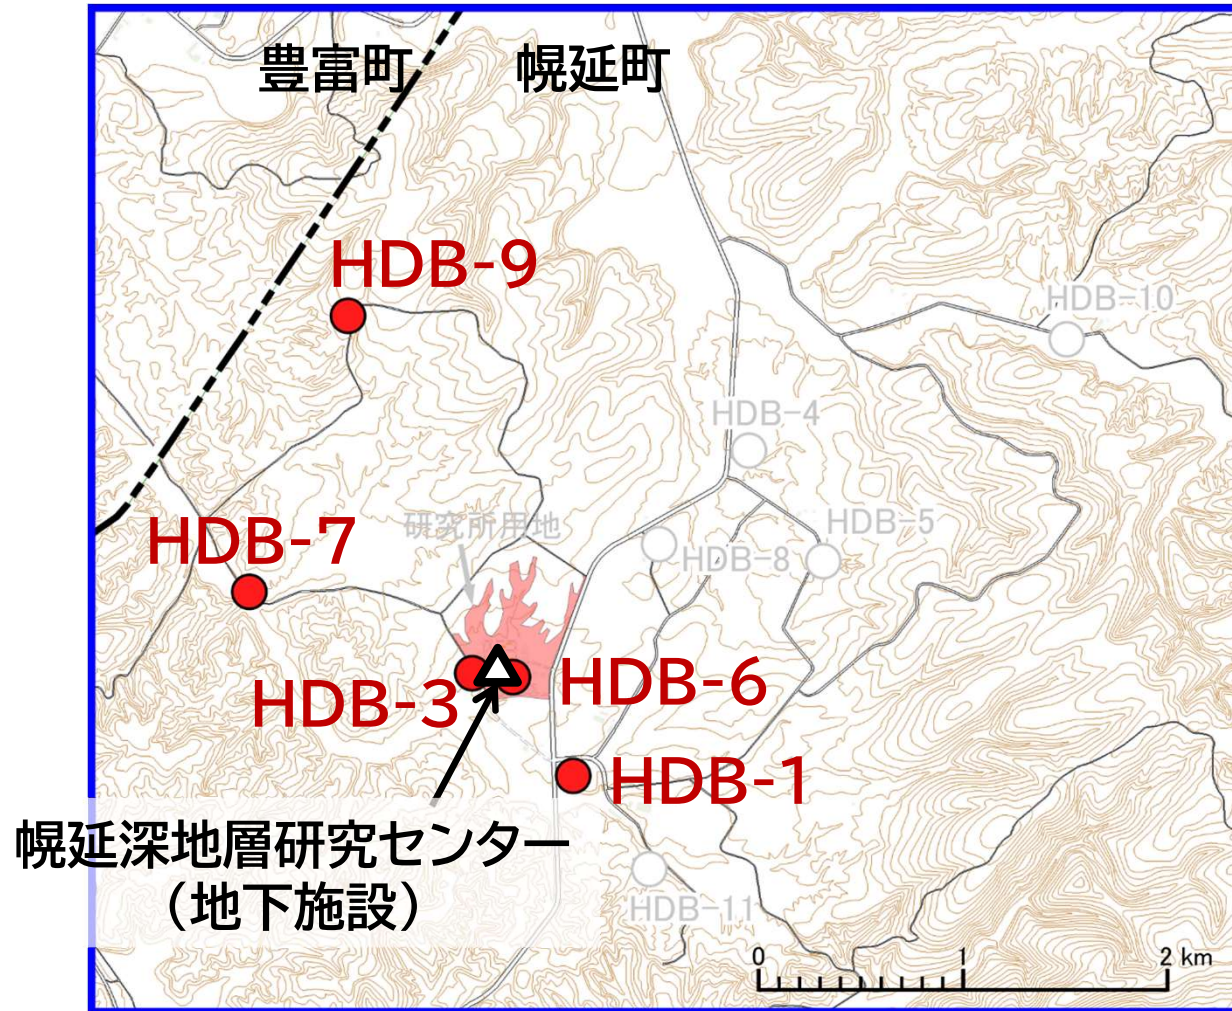 豊富町
幌延町
HDB-9
HDB-10
HDB-4
HDB-7
研究所用地
HDB-5
HDB-8
HDB-3
HDB-6
HDB-1
幌延深地層研究センター
（地下施設）
HDB-11
0 1 2 km